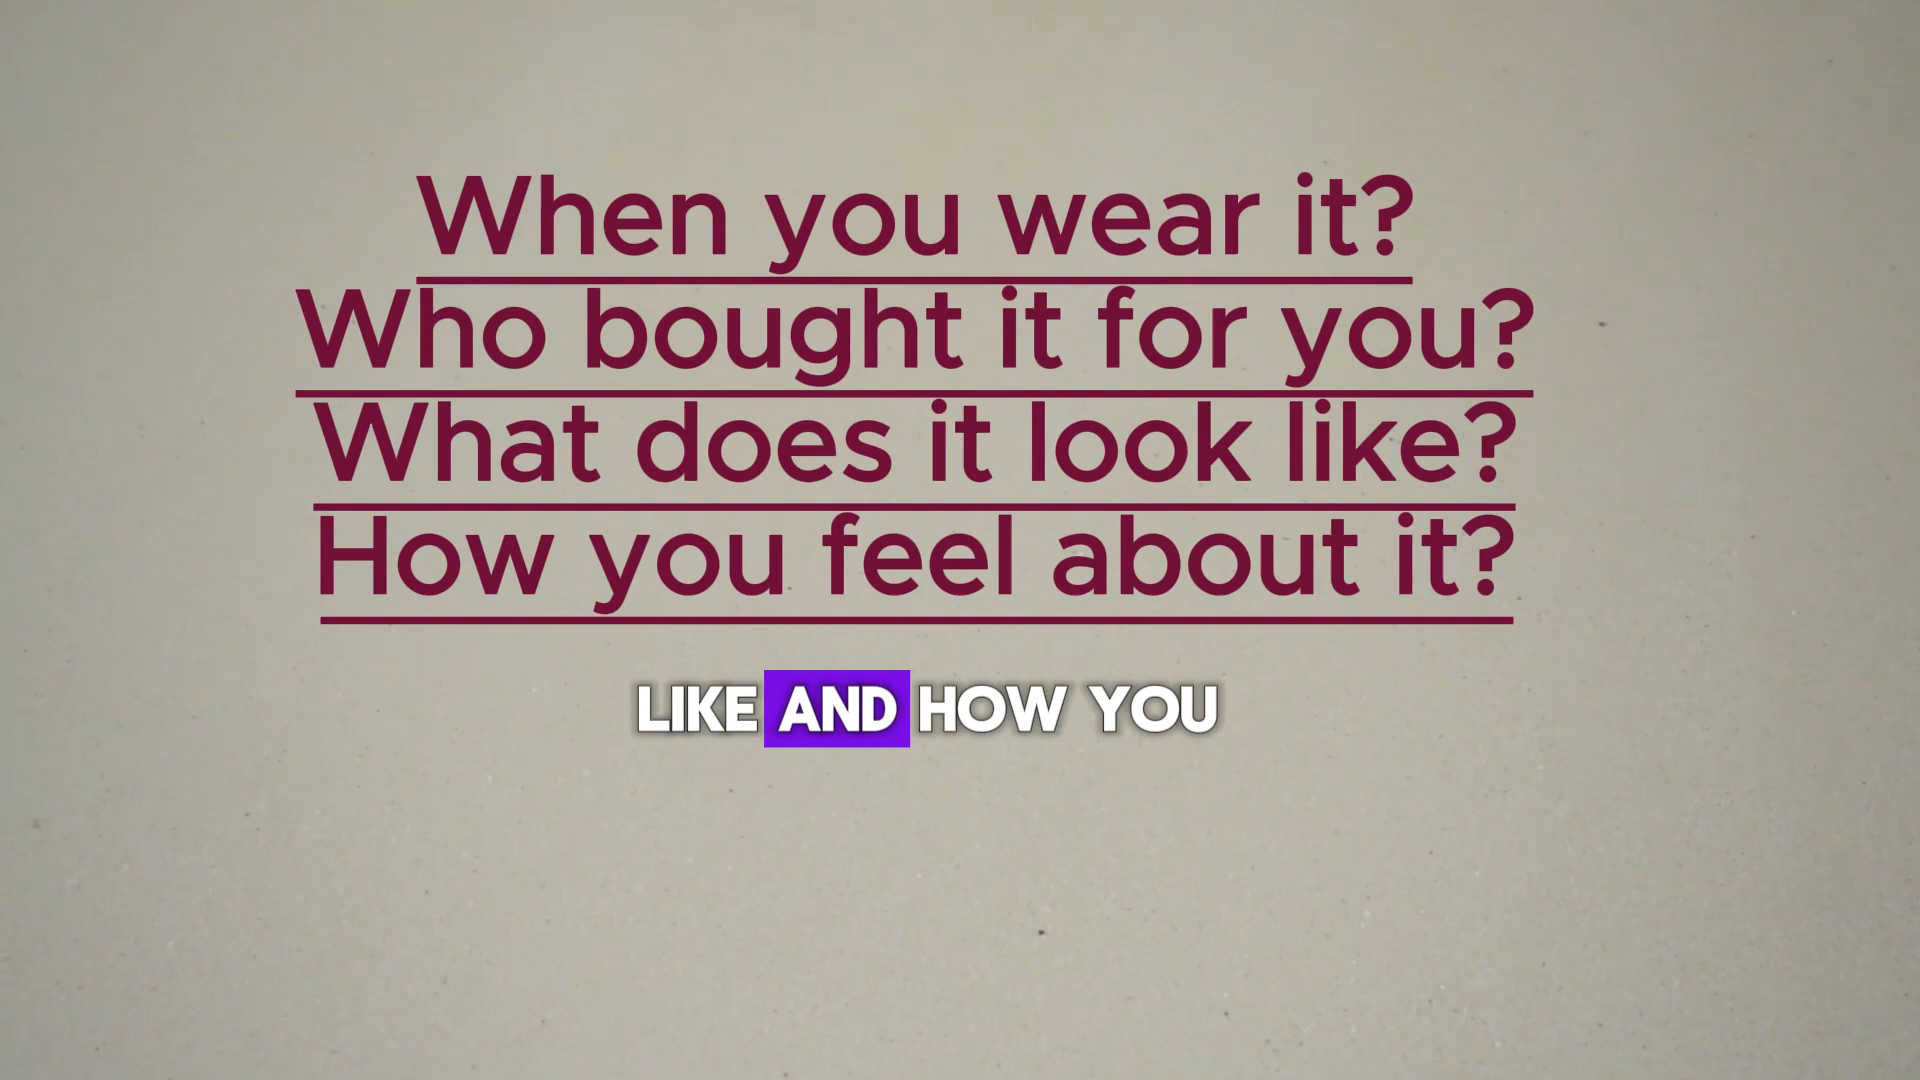 When you wear it?
Who bought it for you?
What does it look like?
How you feel about it?
LIKE AND HOW YOU